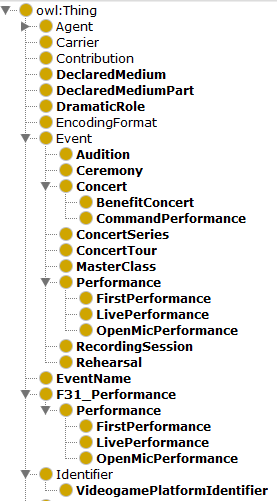 owl:Thing
Agent
Carrier
Contribution
DeclaredMedium
DeclaredMediumPart
DramaticRole
EncodingFormat
Event
Audition
Ceremony
Concert
BenefitConcert
CommandPerformance
ConcertSeries
ConcertTour
MasterClass
Performance
FirstPerformance
LivePerformance
OpenMicPerformance
RecordingSession
Rehearsal
EventName
F31_Performance
Performance
FirstPerformance
LivePerformance
OpenMicPerformance
Identifier
VideogamePlatformIdentifier